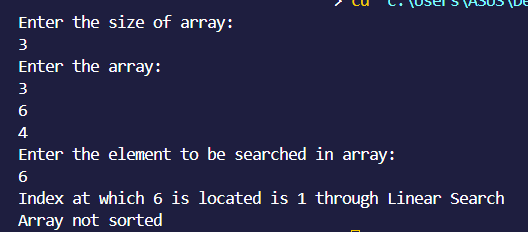 > cd "C:\Users\ASUS\De
Enter the size of array:
3
Enter the array:
3
6
4
Enter the element to be searched in array:
6
Index at which 6 is located is 1 through Linear Search
Array not sorted